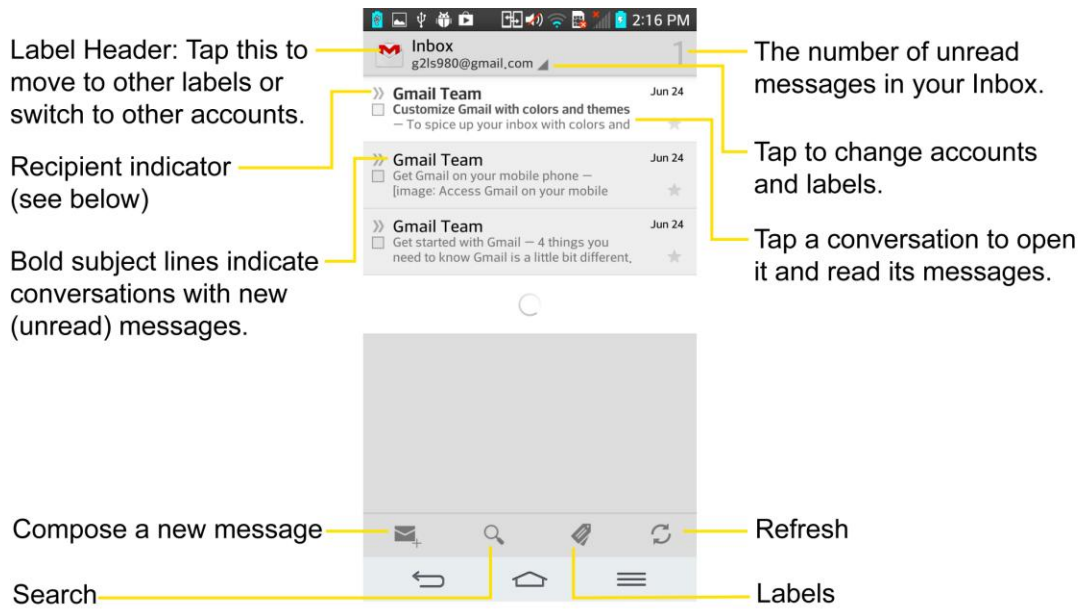 2:16 PM
Label Header: Tap this to
move to other labels or
switch to other accounts.
Recipient indicator
(see below)
Bold subject lines indicate
conversations with new
(unread) messages.
Compose a new message
Search
Inbox
g2ls980@gmail.com
1
Gmail Team Jun 24
Customize Gmail with colors and themes
– To spice up your inbox with colors and
Gmail Team Jun 24
Get Gmail on your mobile phone –
[image: Access Gmail on your mobile
Gmail Team Jun 24
Get started with Gmail – 4 things you
need to know Gmail is a little bit different,
The number of unread
messages in your Inbox.
Tap to change accounts
and labels.
Tap a conversation to open
it and read its messages.
Refresh
Labels